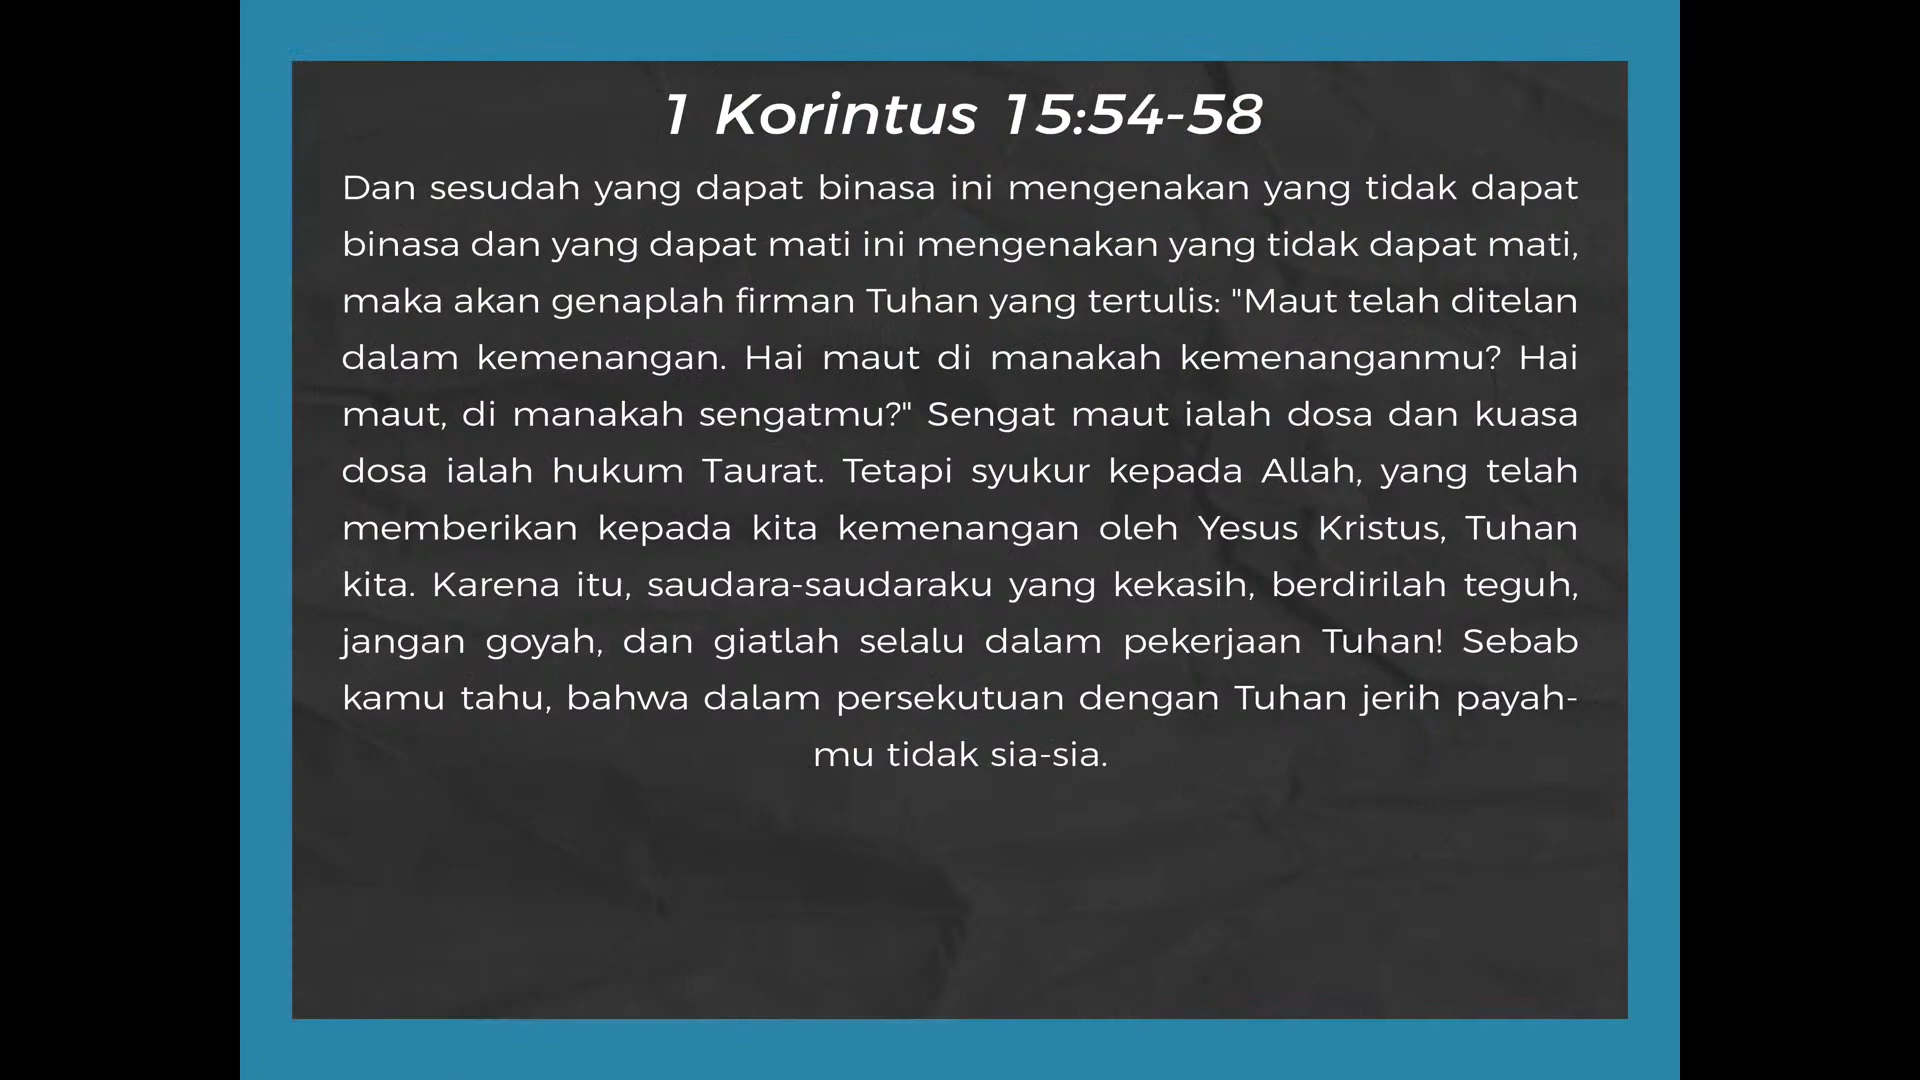 1 Korintus 15:54-58
Dan sesudah yang dapat binasa ini mengenakan yang tidak dapat
binasa dan yang dapat mati ini mengenakan yang tidak dapat mati,
maka akan genaplah firman Tuhan yang tertulis: "Maut telah ditelan
dalam kemenangan. Hai maut di manakah kemenanganmu? Hai
maut, di manakah sengatmu?" Sengat maut ialah dosa dan kuasa
dosa ialah hukum Taurat. Tetapi syukur kepada Allah, yang telah
memberikan kepada kita kemenangan oleh Yesus Kristus, Tuhan
kita. Karena itu, saudara-saudaraku yang kekasih, berdirilah teguh,
jangan goyah, dan giatlah selalu dalam pekerjaan Tuhan! Sebab
kamu tahu, bahwa dalam persekutuan dengan Tuhan jerih payah-
mu tidak sia-sia.